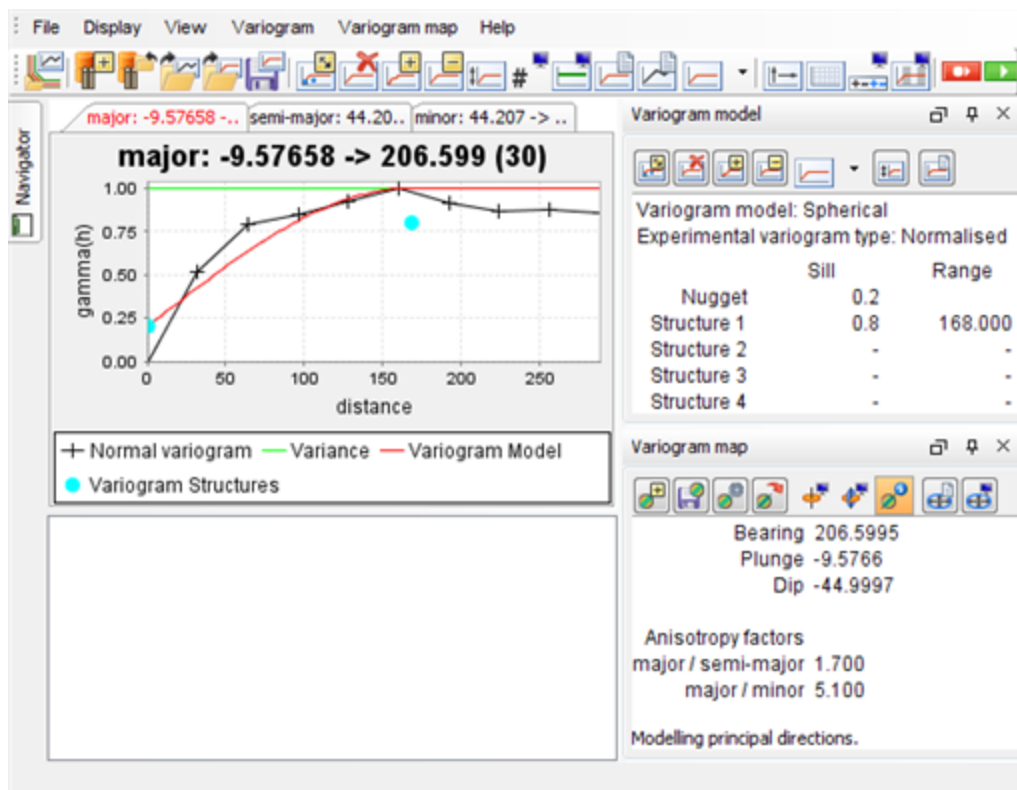 File Display View Variogram Variogram map Help
#
Navigator
major: -9.57658 -.. semi-major: 44.20.. minor: 44.207 -> ..
major: -9.57658 -> 206.599 (30)
gamma(h)
1.00
0.75
0.50
0.25
0.00
0 50 100 150 200 250
distance
Normal variogram Variance Variogram Model
Variogram Structures
Variogram model
Variogram model: Spherical
Experimental variogram type: Normalised
Sill Range
Nugget 0.2
Structure 1 0.8 168.000
Structure 2 - -
Structure 3 - -
Structure 4 - -
Variogram map
Bearing 206.5995
Plunge -9.5766
Dip -44.9997
Anisotropy factors
major / semi-major 1.700
major / minor 5.100
Modelling principal directions.